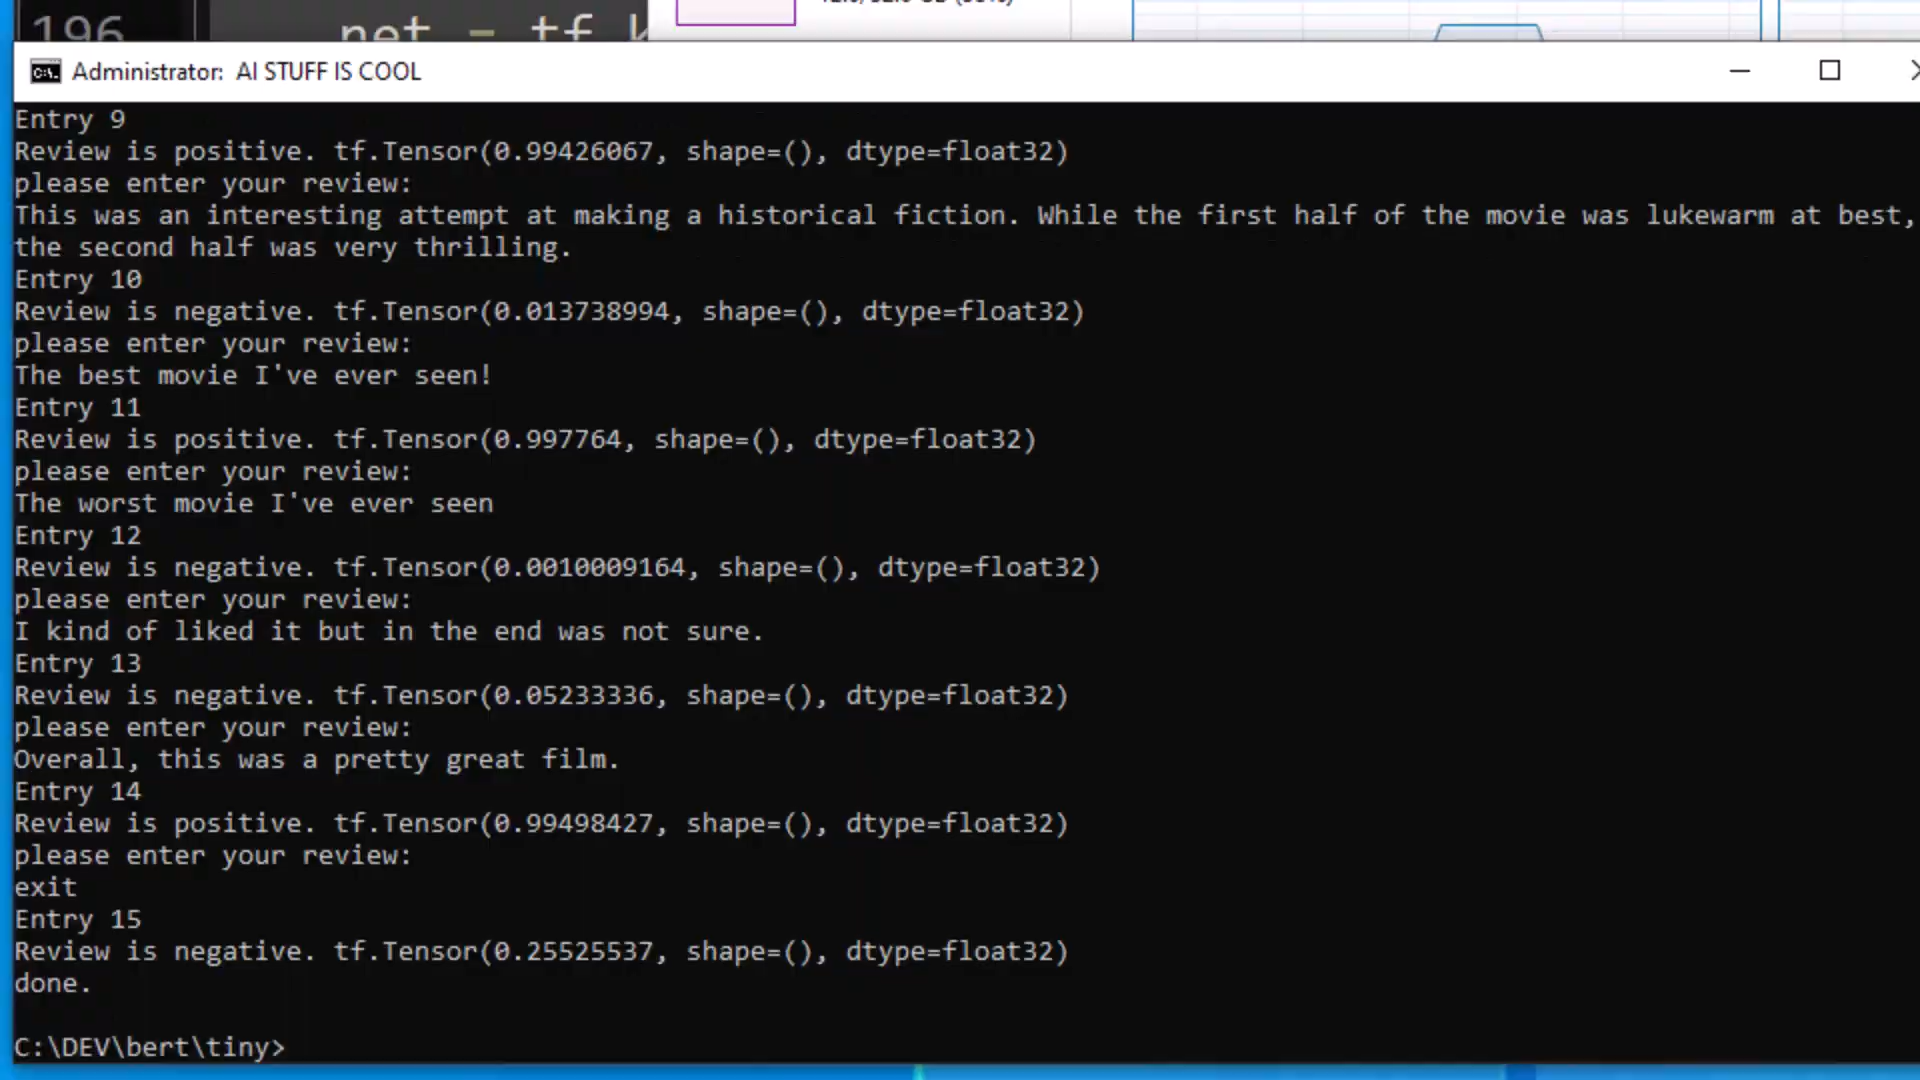 196
net = tf.k
Administrator: AI STUFF IS COOL
Entry 9
Review is positive. tf.Tensor(0.99426067, shape=(), dtype=float32)
please enter your review:
This was an interesting attempt at making a historical fiction. While the first half of the movie was lukewarm at best,
the second half was very thrilling.
Entry 10
Review is negative. tf.Tensor(0.013738994, shape=(), dtype=float32)
please enter your review:
The best movie I've ever seen!
Entry 11
Review is positive. tf.Tensor(0.997764, shape=(), dtype=float32)
please enter your review:
The worst movie I've ever seen
Entry 12
Review is negative. tf.Tensor(0.0010009164, shape=(), dtype=float32)
please enter your review:
I kind of liked it but in the end was not sure.
Entry 13
Review is negative. tf.Tensor(0.05233336, shape=(), dtype=float32)
please enter your review:
Overall, this was a pretty great film.
Entry 14
Review is positive. tf.Tensor(0.99498427, shape=(), dtype=float32)
please enter your review:
exit
Entry 15
Review is negative. tf.Tensor(0.25525537, shape=(), dtype=float32)
done.
C:\DEV\bert\tiny>